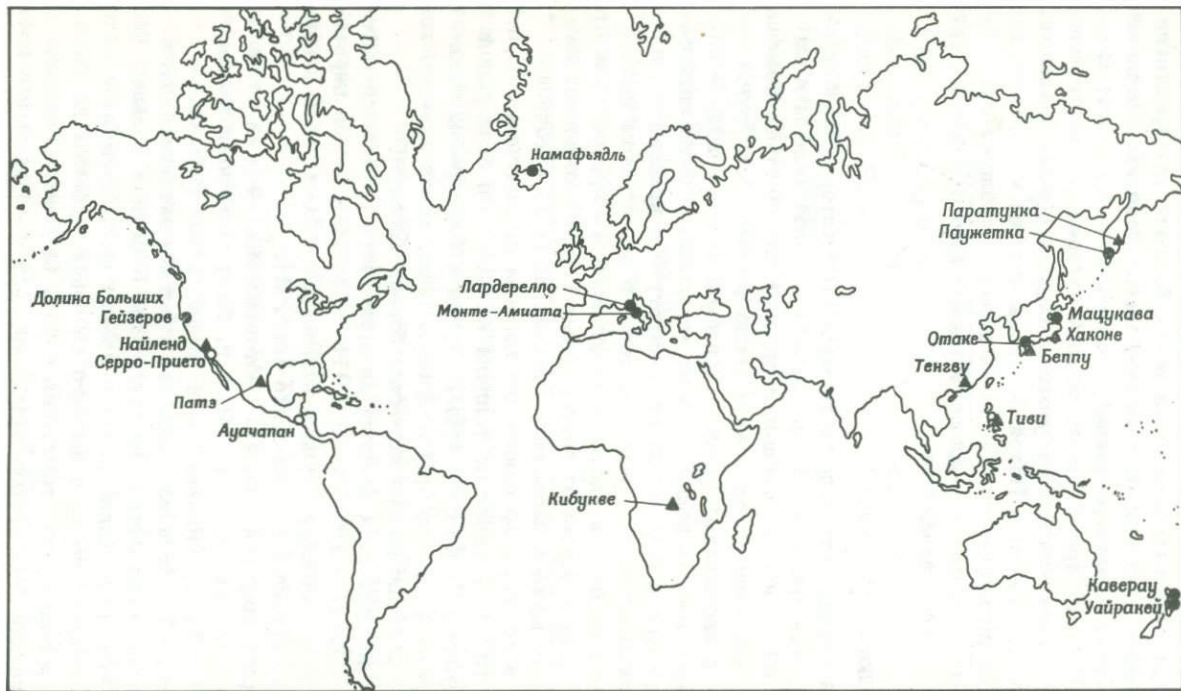 Намафьядль
Паратунка
Паужетка
Долина Больших
Гейзеров
Лардерелло
Монте-Амиата
Мацукава
Хаконе
Отаке
Беппу
Найленд
Серро-Прието
Тенгву
Патэ
Тиви
Ауачапан
Кибукве
Каверау
Уайракей